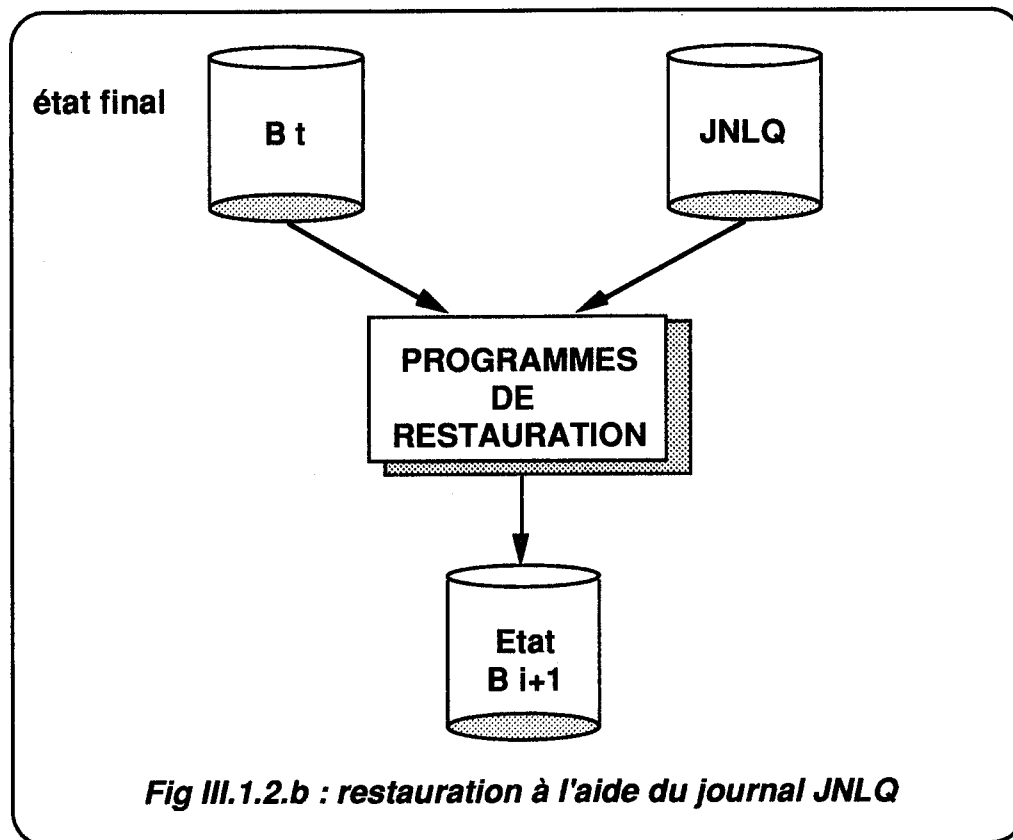 état final
B t
JNLQ
PROGRAMMES
DE
RESTAURATION
Etat
B i+1
Fig III.1.2.b : restauration à l'aide du journal JNLQ